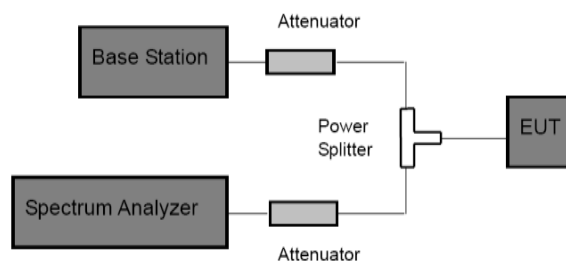 Attenuator
Base Station
Power
Splitter
EUT
Spectrum Analyzer
Attenuator